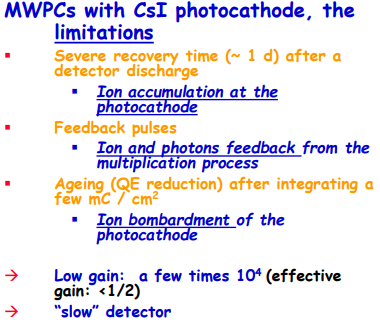 MWPCs with CsI photocathode, the
limitations
▪ Severe recovery time (~ 1 d) after a
detector discharge
▪ Ion accumulation at the
photocathode
▪ Feedback pulses
▪ Ion and photons feedback from the
multiplication process
▪ Ageing (QE reduction) after integrating a
few mC / cm²
▪ Ion bombardment of the
photocathode
→ Low gain: a few times 10⁴ (effective
gain: <1/2)
→ “slow” detector